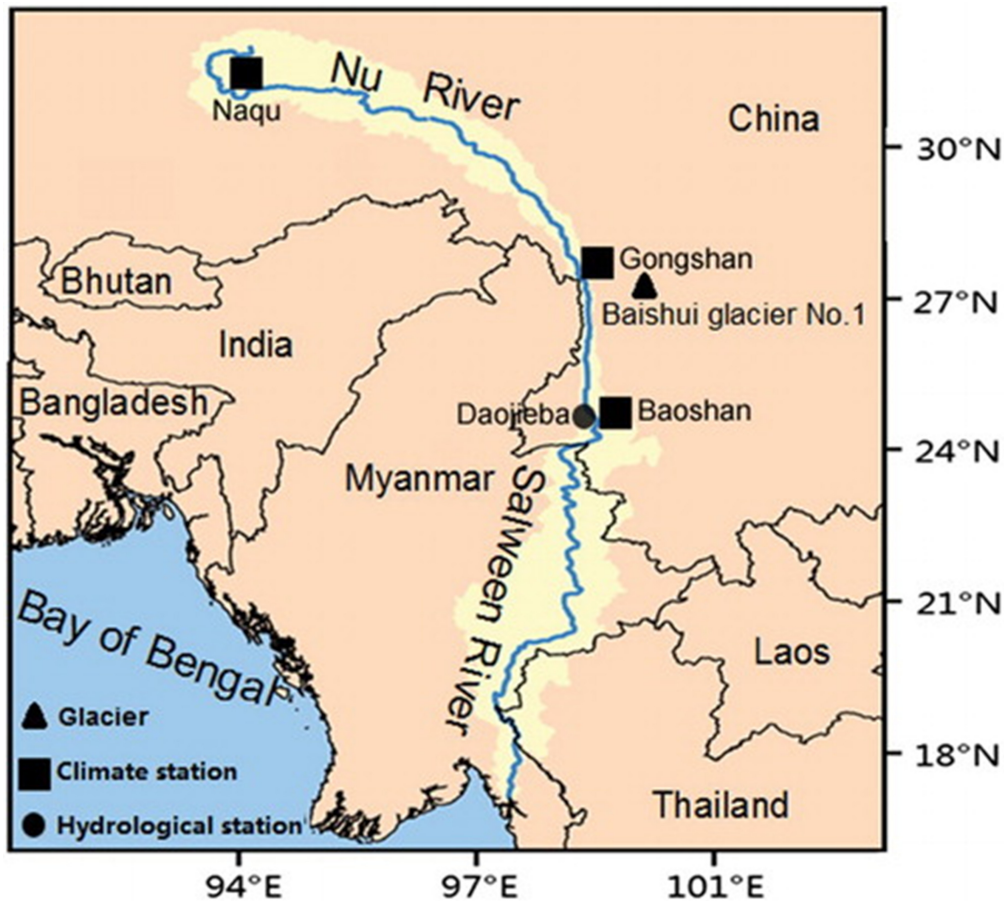 Nu River
Naqu
China
30°N
Gongshan
Bhutan
27°N
Baishui glacier No.1
India
Bangladesh
Daojieba
Baoshan
24°N
Myanmar
Salween River
21°N
Bay of Bengal
Laos
Glacier
18°N
Climate station
Thailand
Hydrological station
94°E
97°E
101°E